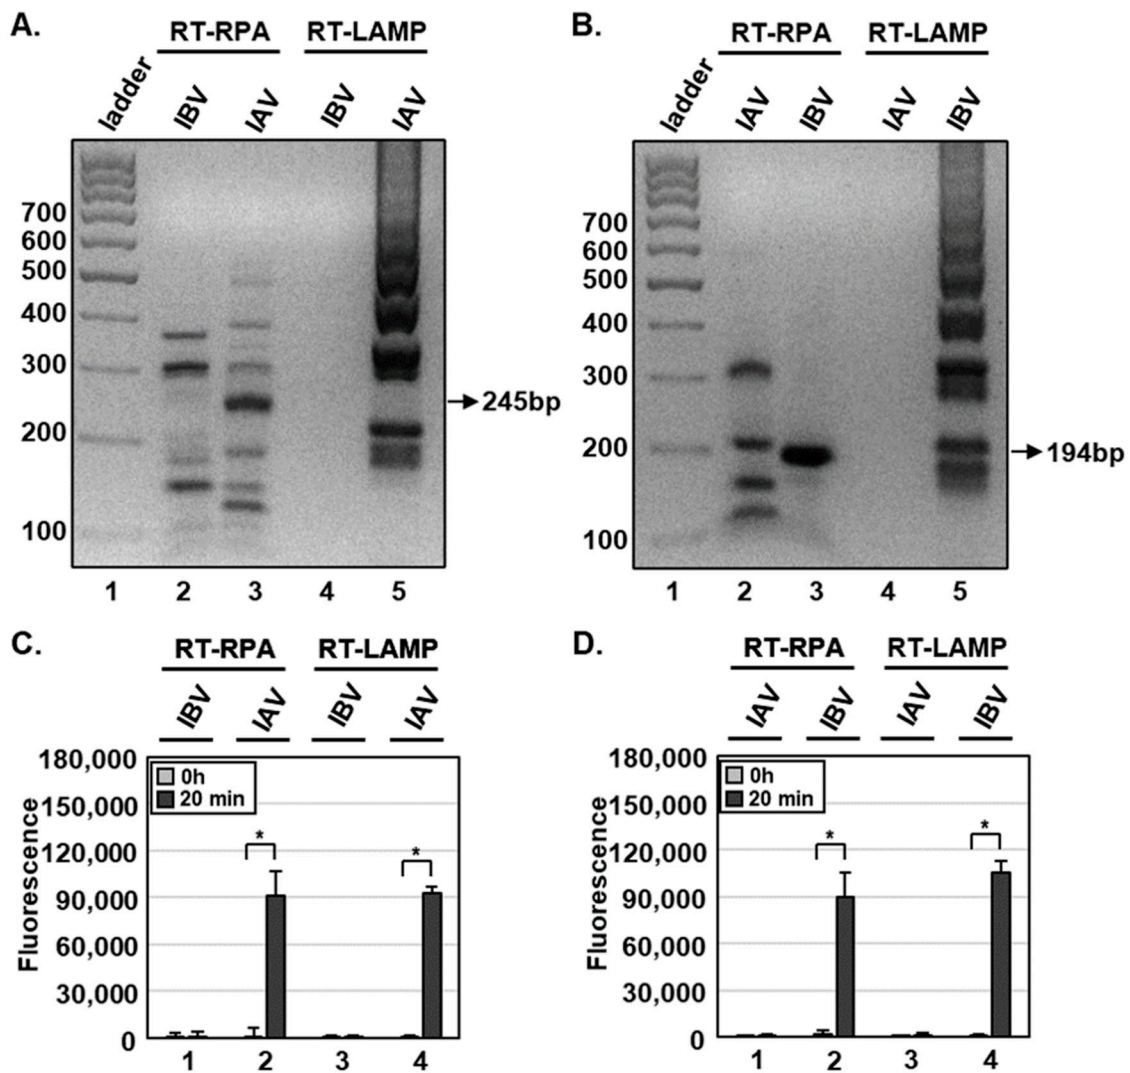 A.
RT-RPA RT-LAMP
ladder IBV IAV IBV IAV
700
600
500
400
300
200
100
245bp
1 2 3 4 5
B.
RT-RPA RT-LAMP
ladder IAV IBV IAV IBV
700
600
500
400
300
200
100
194bp
1 2 3 4 5
C.
RT-RPA RT-LAMP
IBV IAV IBV IAV
Fluorescence
180,000
150,000
120,000
90,000
60,000
30,000
0
0h
20 min
* *
1 2 3 4
D.
RT-RPA RT-LAMP
IAV IBV IAV IBV
Fluorescence
180,000
150,000
120,000
90,000
60,000
30,000
0
0h
20 min
* *
1 2 3 4